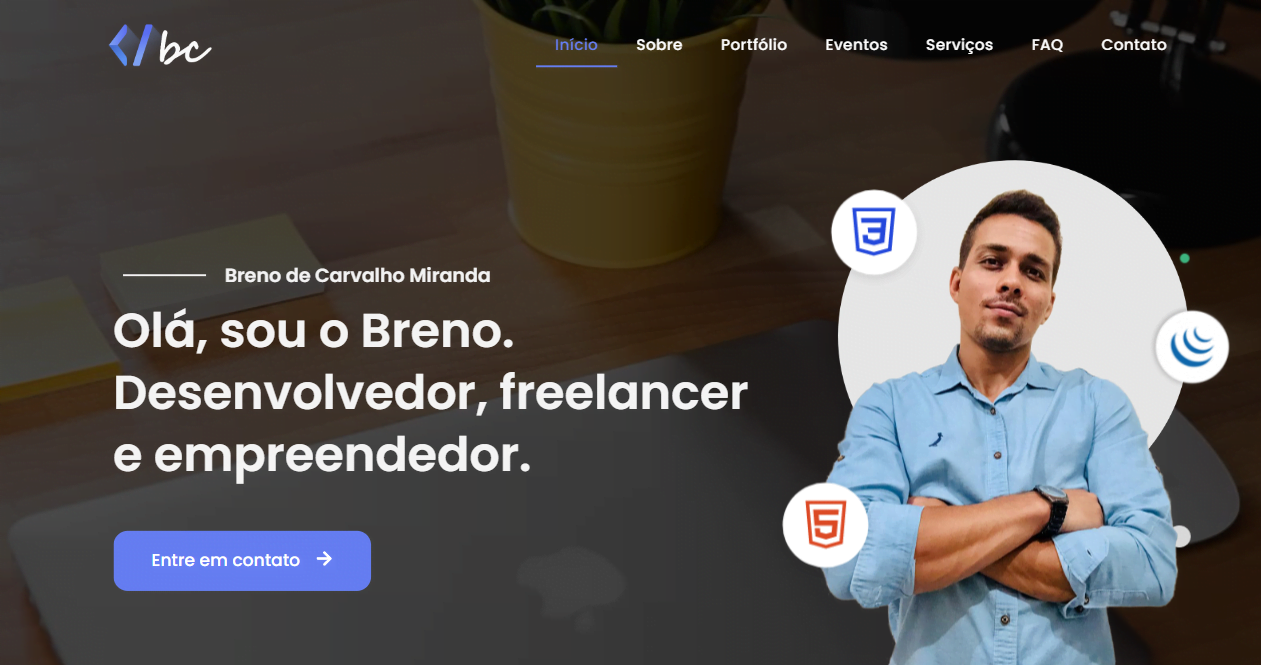 bc
Início Sobre Portfólio Eventos Serviços FAQ Contato
Breno de Carvalho Miranda
Olá, sou o Breno.
Desenvolvedor, freelancer
e empreendedor.
Entre em contato
3
5